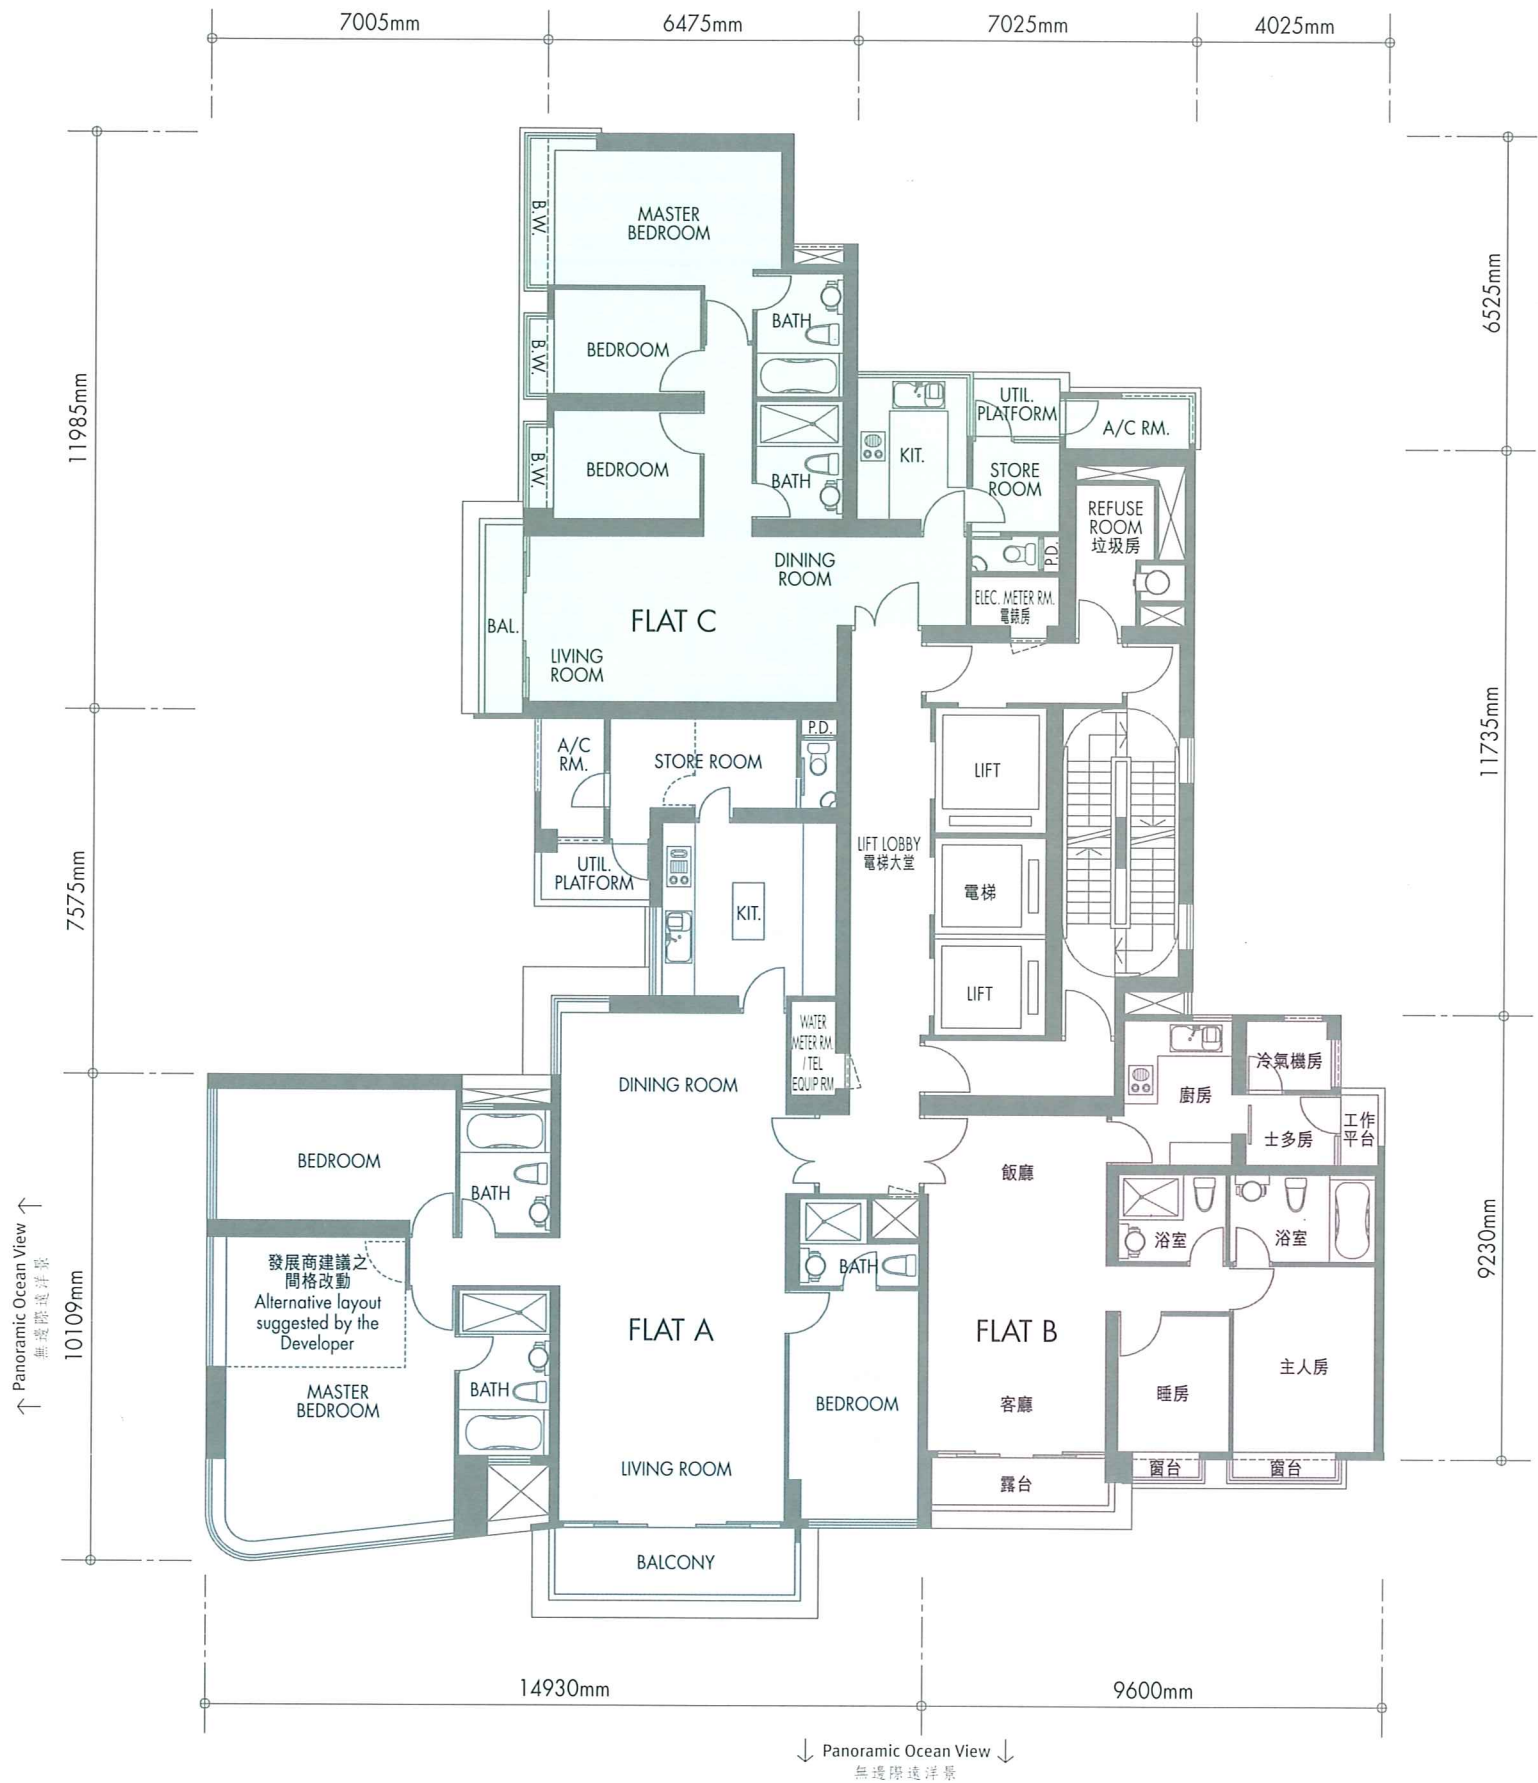 7005mm
6475mm
7025mm
4025mm
11985mm
7575mm
10109mm
6525mm
11735mm
9230mm
B.W.
MASTER
BEDROOM
BATH
B.W.
BEDROOM
B.W.
BEDROOM
BATH
KIT.
UTIL.
PLATFORM
A/C RM.
STORE
ROOM
REFUSE
ROOM
垃圾房
P.D.
ELEC. METER RM.
電錶房
DINING
ROOM
FLAT C
BAL.
LIVING
ROOM
A/C
RM.
STORE ROOM
P.D.
UTIL.
PLATFORM
KIT.
LIFT LOBBY
電梯大堂
LIFT
電梯
LIFT
WATER
METER RM.
/ TEL
EQUIP RM
DINING ROOM
BEDROOM
BATH
發展商建議之
間格改動
Alternative layout
suggested by the
Developer
MASTER
BEDROOM
BATH
FLAT A
LIVING ROOM
BALCONY
BATH
BEDROOM
廚房
冷氣機房
士多房
工作
平台
飯廳
浴室
浴室
FLAT B
客廳
睡房
主人房
露台
窗台
窗台
← Panoramic Ocean View →
無邊際遠洋景
14930mm
9600mm
↓ Panoramic Ocean View ↓
無邊際遠洋景